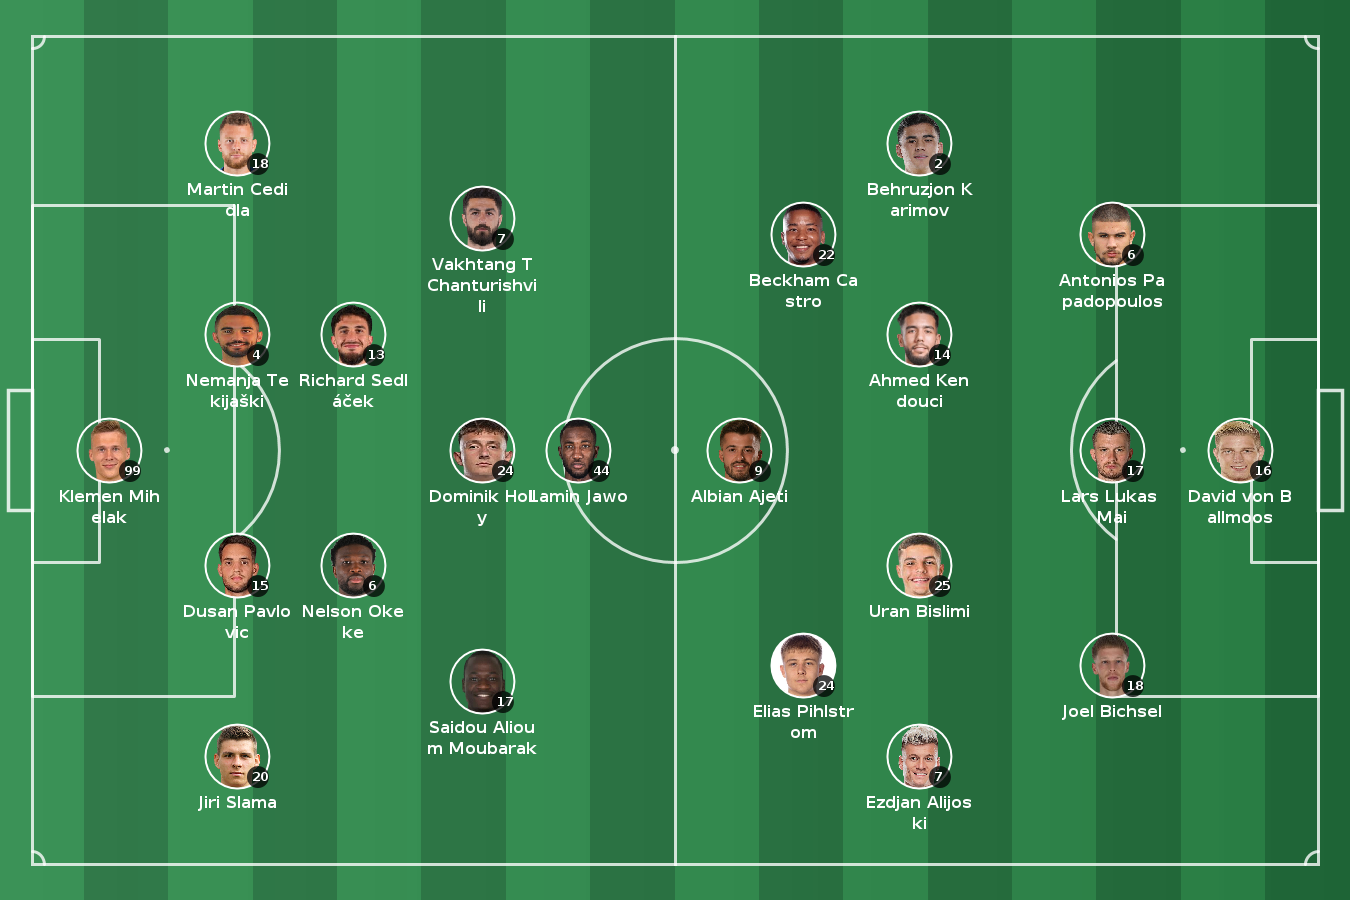 18
Martin Cedi
dla
4
Nemanja Te
kijaški
15
Dusan Pavlo
vic
20
Jiri Slama
99
Klemen Mih
elak
13
Richard Sedl
áček
6
Nelson Oke
ke
7
Vakhtang T
Chanturishvi
li
24
Dominik Holl
y
17
Saidou Aliou
m Moubarak
44
Lamin Jawo
9
Albian Ajeti
22
Beckham Ca
stro
24
Elias Pihlstr
om
2
Behruzjon K
arimov
14
Ahmed Ken
douci
25
Uran Bislimi
7
Ezdjan Alijos
ki
6
Antonios Pa
padopoulos
17
Lars Lukas
Mai
18
Joel Bichsel
16
David von B
allmoos